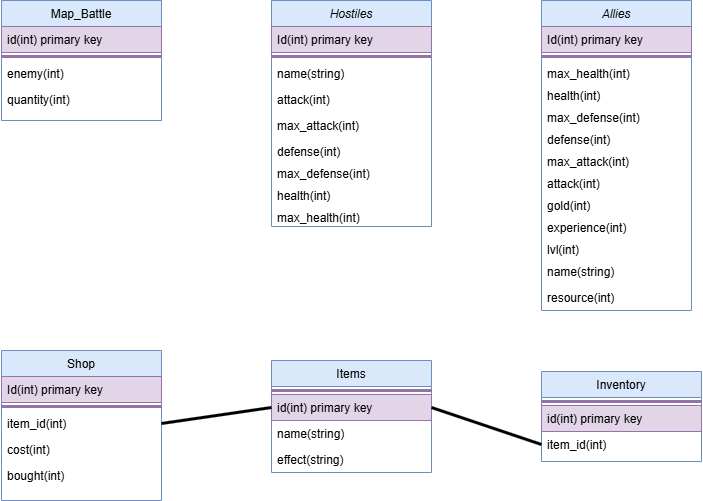 Map_Battle
id(int) primary key
enemy(int)
quantity(int)
Hostiles
Id(int) primary key
name(string)
attack(int)
max_attack(int)
defense(int)
max_defense(int)
health(int)
max_health(int)
Allies
Id(int) primary key
max_health(int)
health(int)
max_defense(int)
defense(int)
max_attack(int)
attack(int)
gold(int)
experience(int)
lvl(int)
name(string)
resource(int)
Shop
Id(int) primary key
item_id(int)
cost(int)
bought(int)
Items
id(int) primary key
name(string)
effect(string)
Inventory
id(int) primary key
item_id(int)